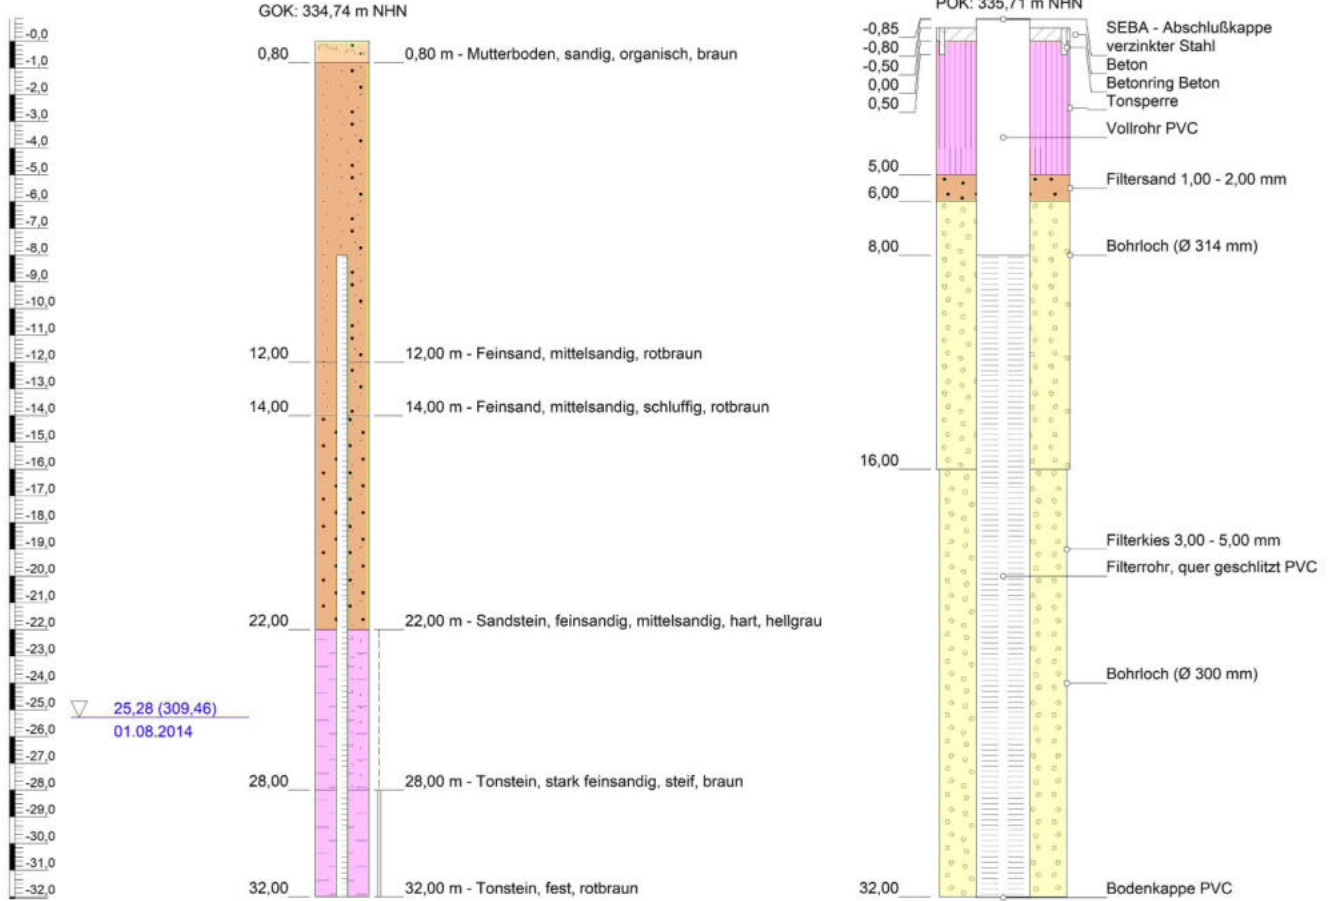 GOK: 334,74 m NHN
POK: 335,71 m NHN
-0,0
-1,0
-2,0
-3,0
-4,0
-5,0
-6,0
-7,0
-8,0
-9,0
-10,0
-11,0
-12,0
-13,0
-14,0
-15,0
-16,0
-17,0
-18,0
-19,0
-20,0
-21,0
-22,0
-23,0
-24,0
-25,0
-26,0
-27,0
-28,0
-29,0
-30,0
-31,0
-32,0
25,28 (309,46)
01.08.2014
0,80
0,80 m - Mutterboden, sandig, organisch, braun
12,00
12,00 m - Feinsand, mittelsandig, rotbraun
14,00
14,00 m - Feinsand, mittelsandig, schluffig, rotbraun
22,00
22,00 m - Sandstein, feinsandig, mittelsandig, hart, hellgrau
28,00
28,00 m - Tonstein, stark feinsandig, steif, braun
32,00
32,00 m - Tonstein, fest, rotbraun
-0,85
-0,80
-0,50
0,00
0,50
5,00
6,00
8,00
16,00
32,00
SEBA - Abschlußkappe
verzinkter Stahl
Beton
Betonring Beton
Tonsperre
Vollrohr PVC
Filtersand 1,00 - 2,00 mm
Bohrloch (Ø 314 mm)
Filterkies 3,00 - 5,00 mm
Filterrohr, quer geschlitzt PVC
Bohrloch (Ø 300 mm)
Bodenkappe PVC